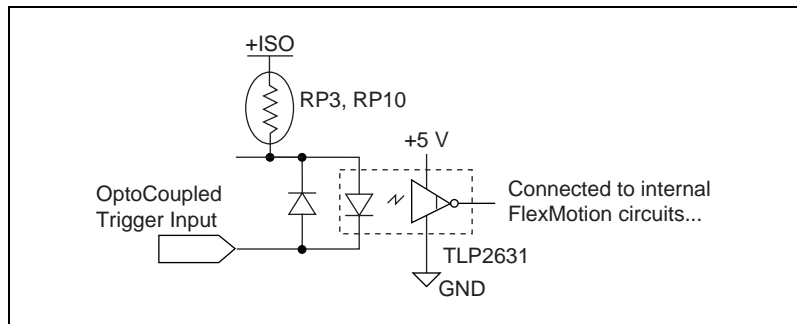 +ISO
RP3, RP10
+5 V
OptoCoupled
Trigger Input
Connected to internal
FlexMotion circuits...
TLP2631
GND